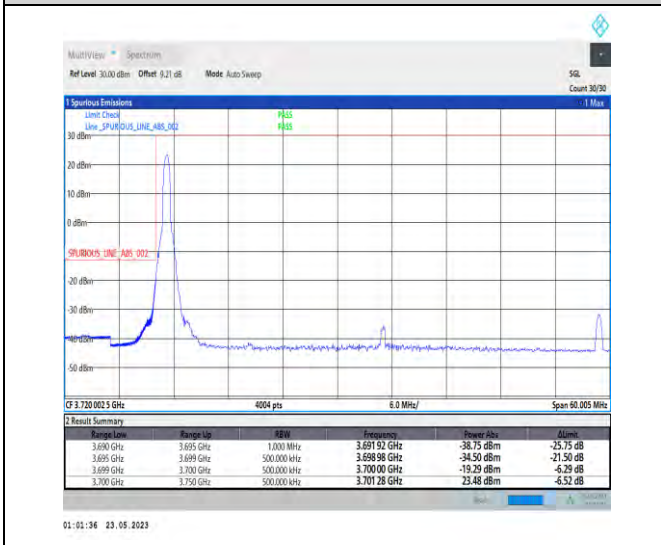 MultiView Spectrum
Ref Level 30.00 dBm Offset 9.21 dB Mode Auto Sweep SGL
Count 30/30
1 Spurious Emissions 1 Max
Limit Check PASS
Line _SPURIOUS_LINE_ABS_002 PASS
30 dBm
20 dBm
10 dBm
0 dBm
_SPURIOUS_LINE_ABS_002
-20 dBm
-30 dBm
-40 dBm
-50 dBm
CF 3.720 002 5 GHz 4004 pts 6.0 MHz/ Span 60.005 MHz
2 Result Summary
Range Low Range Up RBW Frequency Power Abs ΔLimit
3.690 GHz 3.695 GHz 1.000 MHz 3.691 92 GHz -38.75 dBm -25.75 dB
3.695 GHz 3.699 GHz 500.000 kHz 3.698 98 GHz -34.50 dBm -21.50 dB
3.699 GHz 3.700 GHz 500.000 kHz 3.700 00 GHz -19.29 dBm -6.29 dB
3.700 GHz 3.750 GHz 500.000 kHz 3.701 28 GHz 23.48 dBm -6.52 dB
01:01:36 23.05.2023